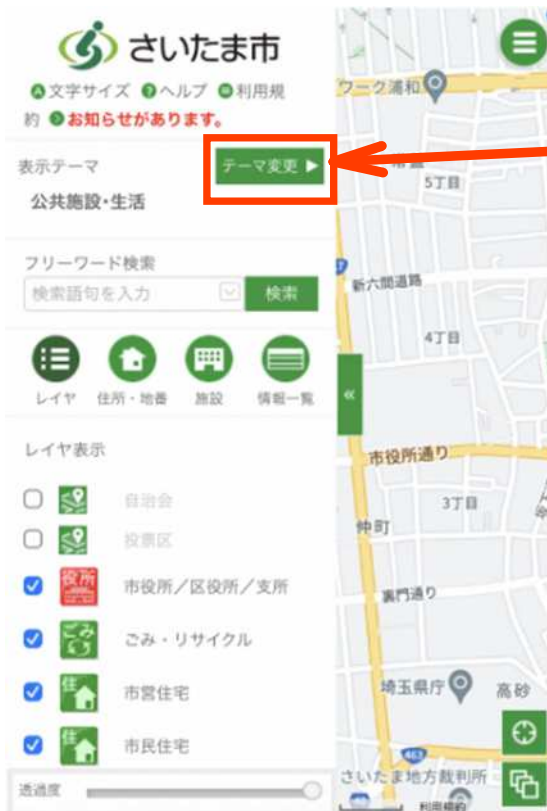 さいたま市
文字サイズ ヘルプ 利用規
約 お知らせがあります。
表示テーマ
テーマ変更 ▶
公共施設・生活
フリーワード検索
検索語句を入力
検索
レイヤ 住所・地番 施設 情報一覧
レイヤ表示
自治会
投票区
役所
市役所／区役所／支所
ごみ
ごみ・リサイクル
住
市営住宅
住
市民住宅
透過度
ワーク浦和
5丁目
新六間道路
4丁目
«
市役所通り
3丁目
仲町
裏門通り
埼玉県庁
高砂
463
さいたま地方裁判所
利用規約